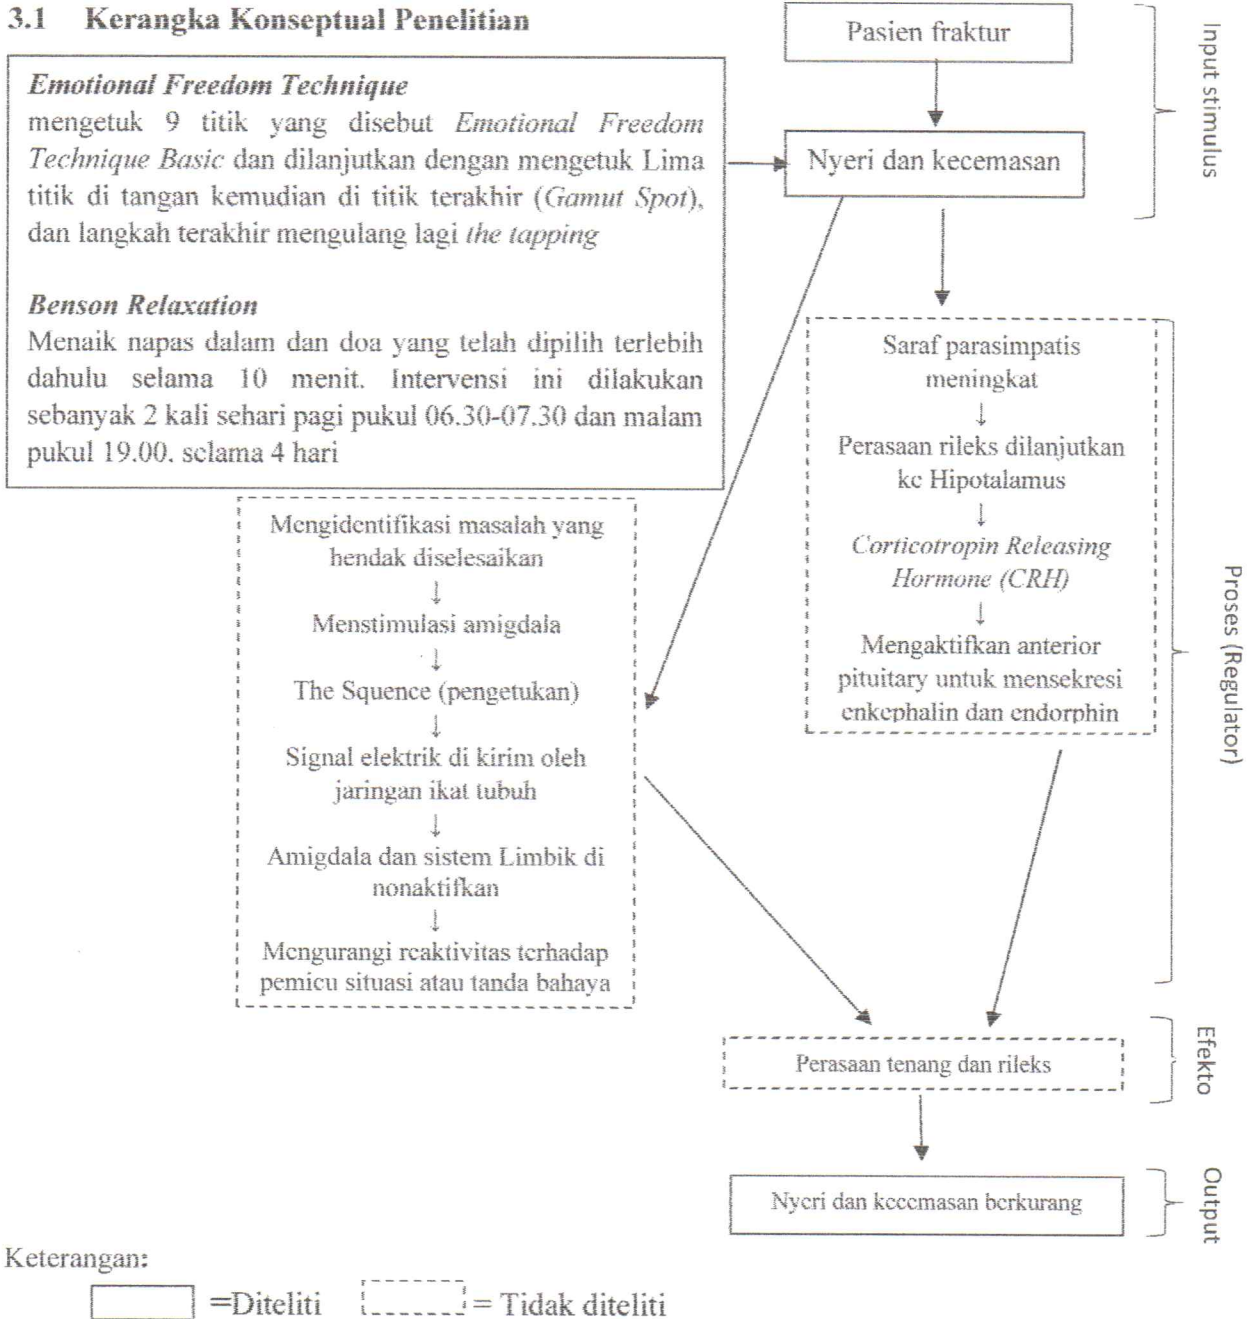 3.1 Kerangka Konseptual Penelitian
Emotional Freedom Technique
mengetuk 9 titik yang disebut Emotional Freedom
Technique Basic dan dilanjutkan dengan mengetuk Lima
titik di tangan kemudian di titik terakhir (Gamut Spot),
dan langkah terakhir mengulang lagi the tapping
Benson Relaxation
Menaik napas dalam dan doa yang telah dipilih terlebih
dahulu selama 10 menit. Intervensi ini dilakukan
sebanyak 2 kali sehari pagi pukul 06.30-07.30 dan malam
pukul 19.00. selama 4 hari
Pasien fraktur
Nyeri dan kecemasan
Input stimulus
Saraf parasimpatis
meningkat
↓
Perasaan rileks dilanjutkan
ke Hipotalamus
↓
Corticotropin Releasing
Hormone (CRH)
↓
Mengaktifkan anterior
pituitary untuk mensekresi
enkephalin dan endorphin
Proses (Regulator)
Mengidentifikasi masalah yang
hendak diselesaikan
↓
Menstimulasi amigdala
↓
The Squence (pengetukan)
↓
Signal elektrik di kirim oleh
jaringan ikat tubuh
↓
Amigdala dan sistem Limbik di
nonaktifkan
↓
Mengurangi reaktivitas terhadap
pemicu situasi atau tanda bahaya
Perasaan tenang dan rileks
Efekto
Nyeri dan kecemasan berkurang
Output
Keterangan:
=Diteliti = Tidak diteliti